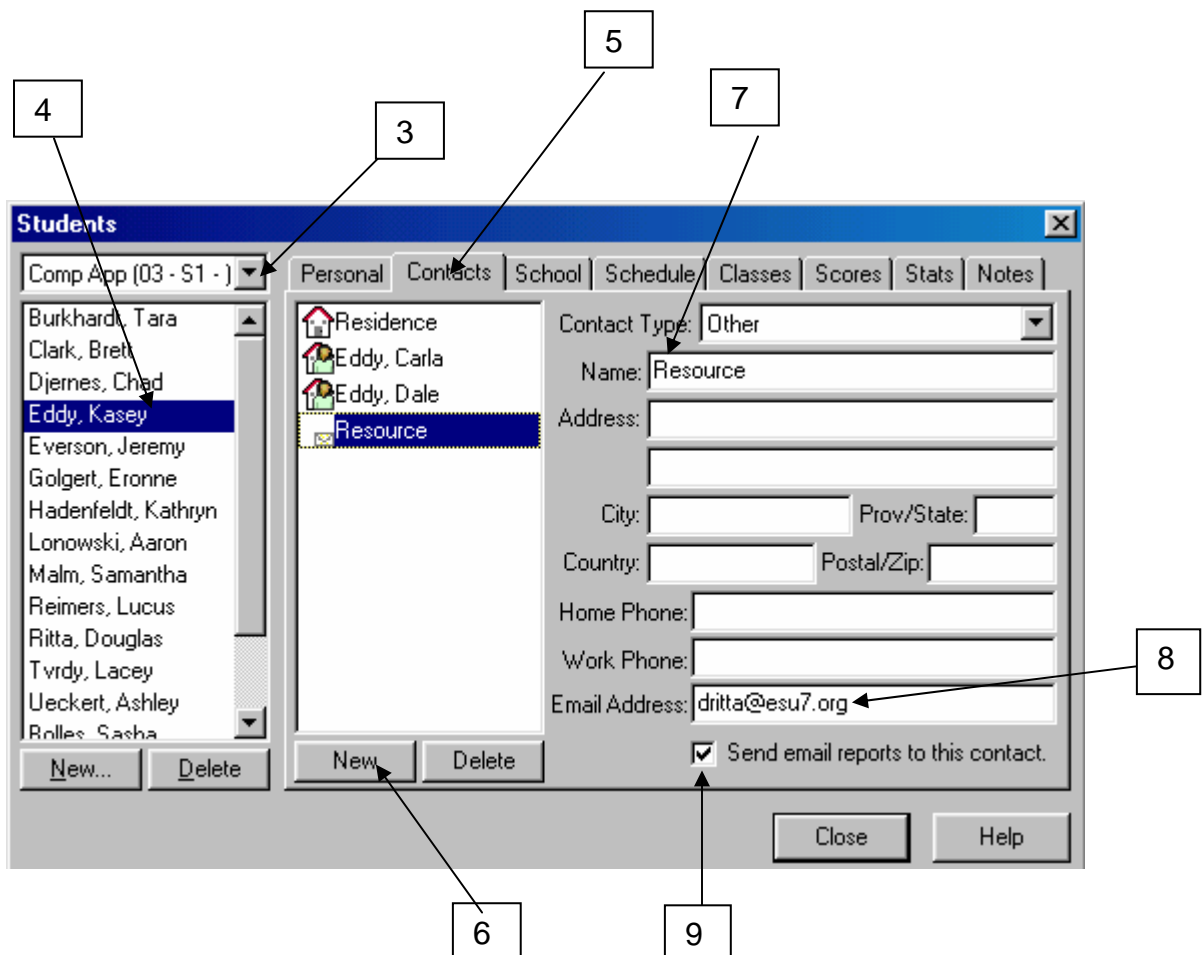 5
4
7
3
Students
Comp App (03 - S1 - )
Personal Contacts School Schedule Classes Scores Stats Notes
Burkhardt, Tara
Clark, Brett
Djernes, Chad
Eddy, Kasey
Everson, Jeremy
Golgert, Eronne
Hadenfeldt, Kathryn
Lonowski, Aaron
Malm, Samantha
Reimers, Lucus
Ritta, Douglas
Tvrdy, Lacey
Ueckert, Ashley
Rolles, Sasha
New... Delete
Residence
Eddy, Carla
Eddy, Dale
Resource
New Delete
Contact Type: Other
Name: Resource
Address:
City: Prov/State:
Country: Postal/Zip:
Home Phone:
Work Phone:
Email Address: dritta@esu7.org
Send email reports to this contact.
8
Close Help
6
9